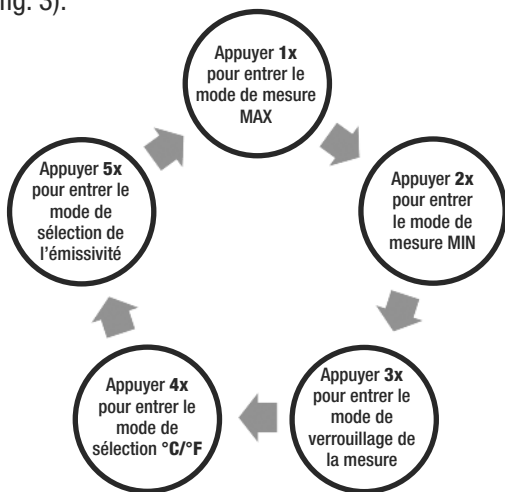 ng. 3).
Appuyer 1x
pour entrer le
mode de mesure
MAX
Appuyer 2x
pour entrer
le mode de
mesure MIN
Appuyer 3x
pour entrer le
mode de
verrouillage de
la mesure
Appuyer 4x
pour entrer le
mode de
sélection °C/°F
Appuyer 5x
pour entrer le
mode de
sélection de
l'émissivité